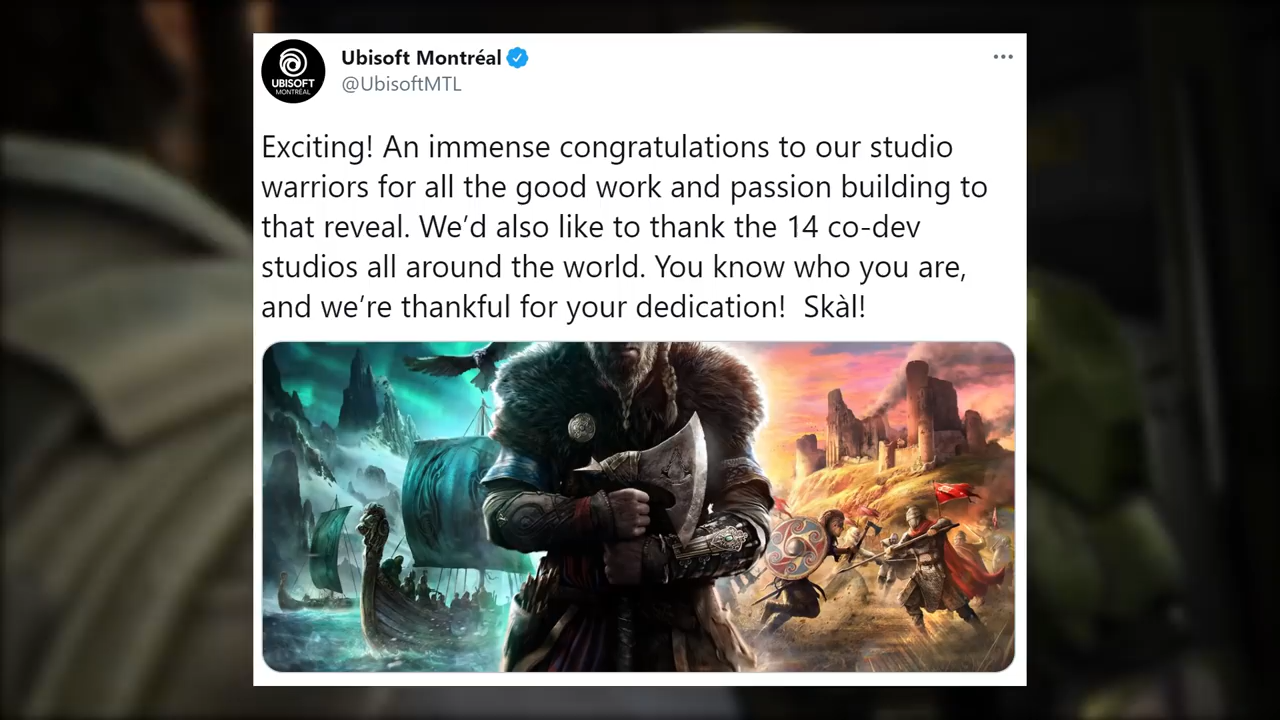 UBISOFT
MONTRÉAL
Ubisoft Montréal
@UbisoftMTL
Exciting! An immense congratulations to our studio
warriors for all the good work and passion building to
that reveal. We’d also like to thank the 14 co-dev
studios all around the world. You know who you are,
and we’re thankful for your dedication!  Skàl!